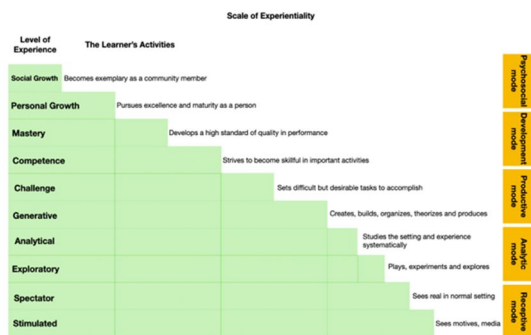 Scale of Experientiality
Level of
Experience
The Learner's Activities
Social Growth
Becomes exemplary as a community member
Personal Growth
Pursues excellence and maturity as a person
Mastery
Develops a high standard of quality in performance
Competence
Strives to become skillful in important activities
Challenge
Sets difficult but desirable tasks to accomplish
Generative
Creates, builds, organizes, theorizes and produces
Analytical
Studies the setting and experience
systematically
Exploratory
Plays, experiments and explores
Spectator
Sees real in normal setting
Stimulated
Sees motives, media
Psychosocial
mode
Development
mode
Productive
mode
Analytic
mode
Receptive
mode